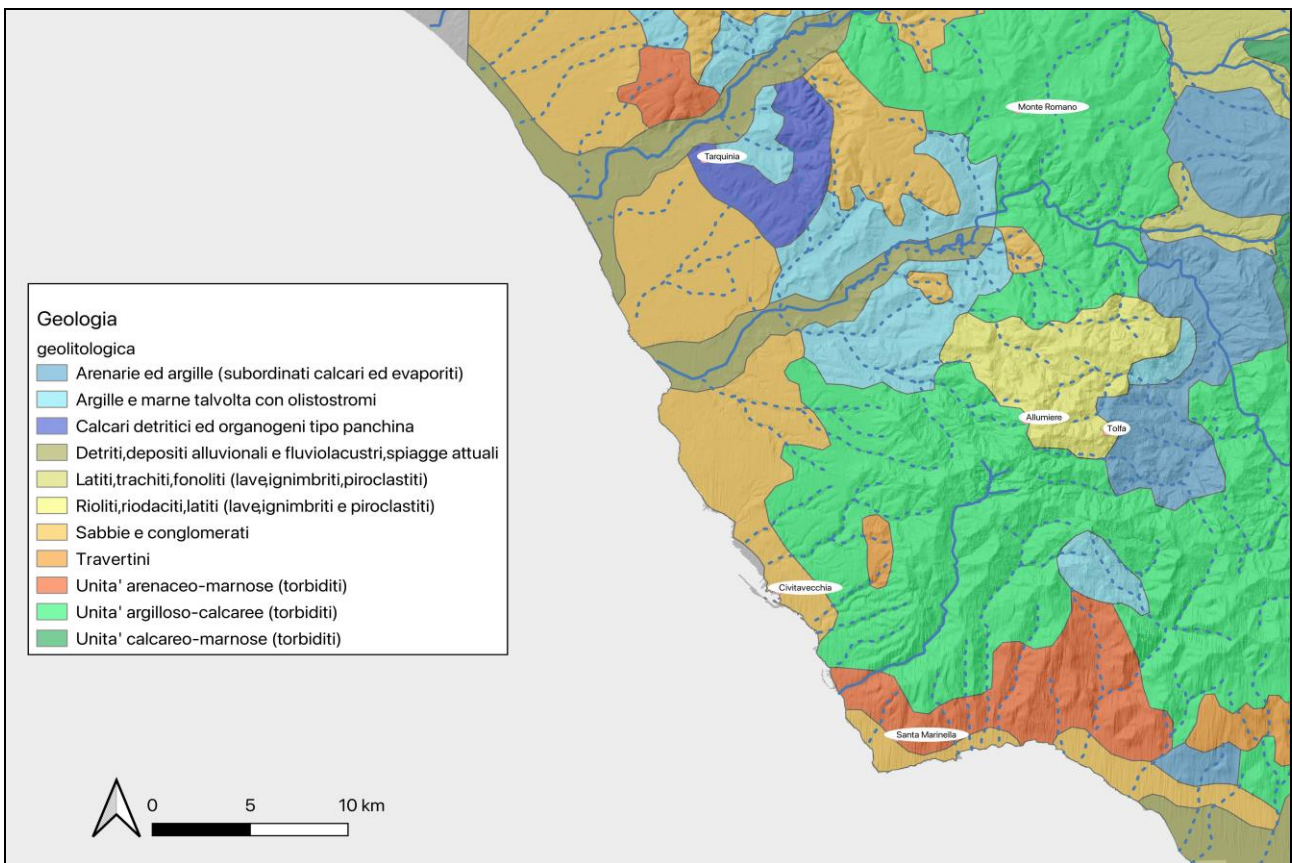 Monte Romano
Tarquinia
Geologia
geolitologica
Arenarie ed argille (subordinati calcari ed evaporiti)
Argille e marne talvolta con olistostromi
Calcari detritici ed organogeni tipo panchina
Detriti,depositi alluvionali e fluviolacustri,spiagge attuali
Latiti,trachiti,fonoliti (lave,ignimbriti,piroclastiti)
Rioliti,riodaciti,latiti (lave,ignimbriti e piroclastiti)
Sabbie e conglomerati
Travertini
Unita' arenaceo-marnose (torbiditi)
Unita' argilloso-calcaree (torbiditi)
Unita' calcareo-marnose (torbiditi)
Allumiere
Tolfa
Civitavecchia
Santa Marinella
0 5 10 km